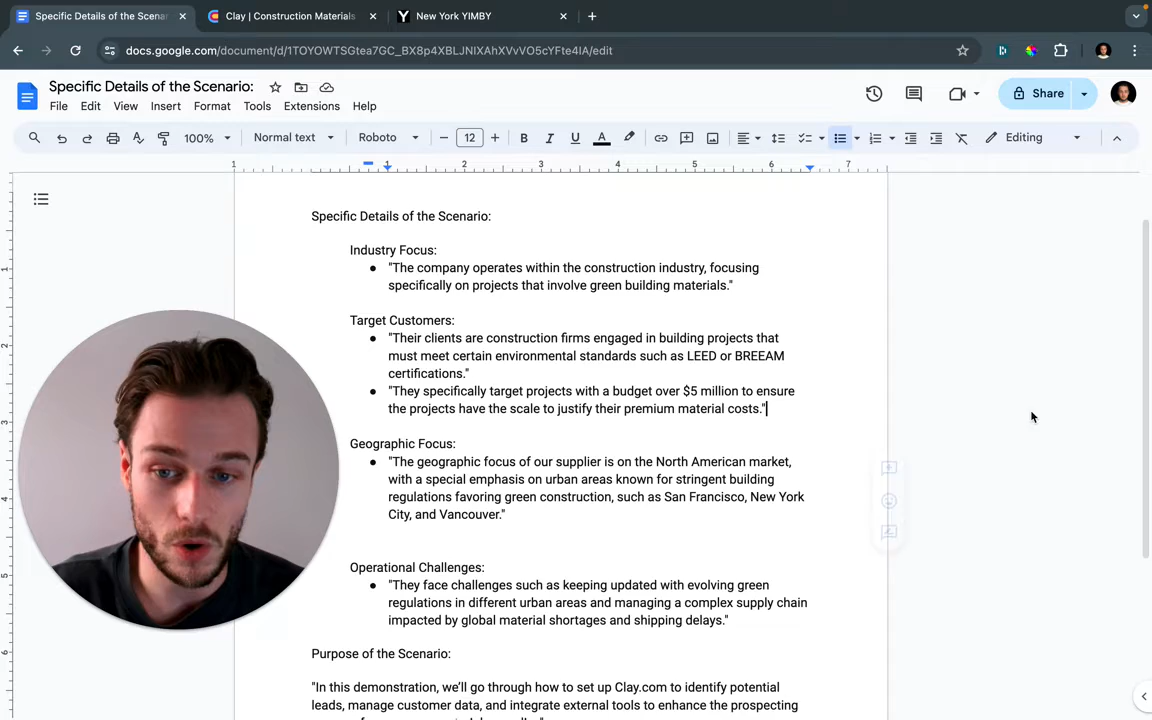 Specific Details of the Scenar
Clay | Construction Materials
New York YIMBY
docs.google.com/document/d/1TOYOWTSGtea7GC_BX8p4XBLJNIXAhXVvVO5cYFte4IA/edit
Specific Details of the Scenario:
File Edit View Insert Format Tools Extensions Help
Share
100% Normal text Roboto 12 Editing
1 1 2 3 4 5 6 7
Specific Details of the Scenario:
Industry Focus:
● "The company operates within the construction industry, focusing
specifically on projects that involve green building materials."
Target Customers:
● "Their clients are construction firms engaged in building projects that
must meet certain environmental standards such as LEED or BREEAM
certifications."
● "They specifically target projects with a budget over $5 million to ensure
the projects have the scale to justify their premium material costs."
Geographic Focus:
● "The geographic focus of our supplier is on the North American market,
with a special emphasis on urban areas known for stringent building
regulations favoring green construction, such as San Francisco, New York
City, and Vancouver."
Operational Challenges:
● "They face challenges such as keeping updated with evolving green
regulations in different urban areas and managing a complex supply chain
impacted by global material shortages and shipping delays."
Purpose of the Scenario:
"In this demonstration, we'll go through how to set up Clay.com to identify potential
leads, manage customer data, and integrate external tools to enhance the prospecting